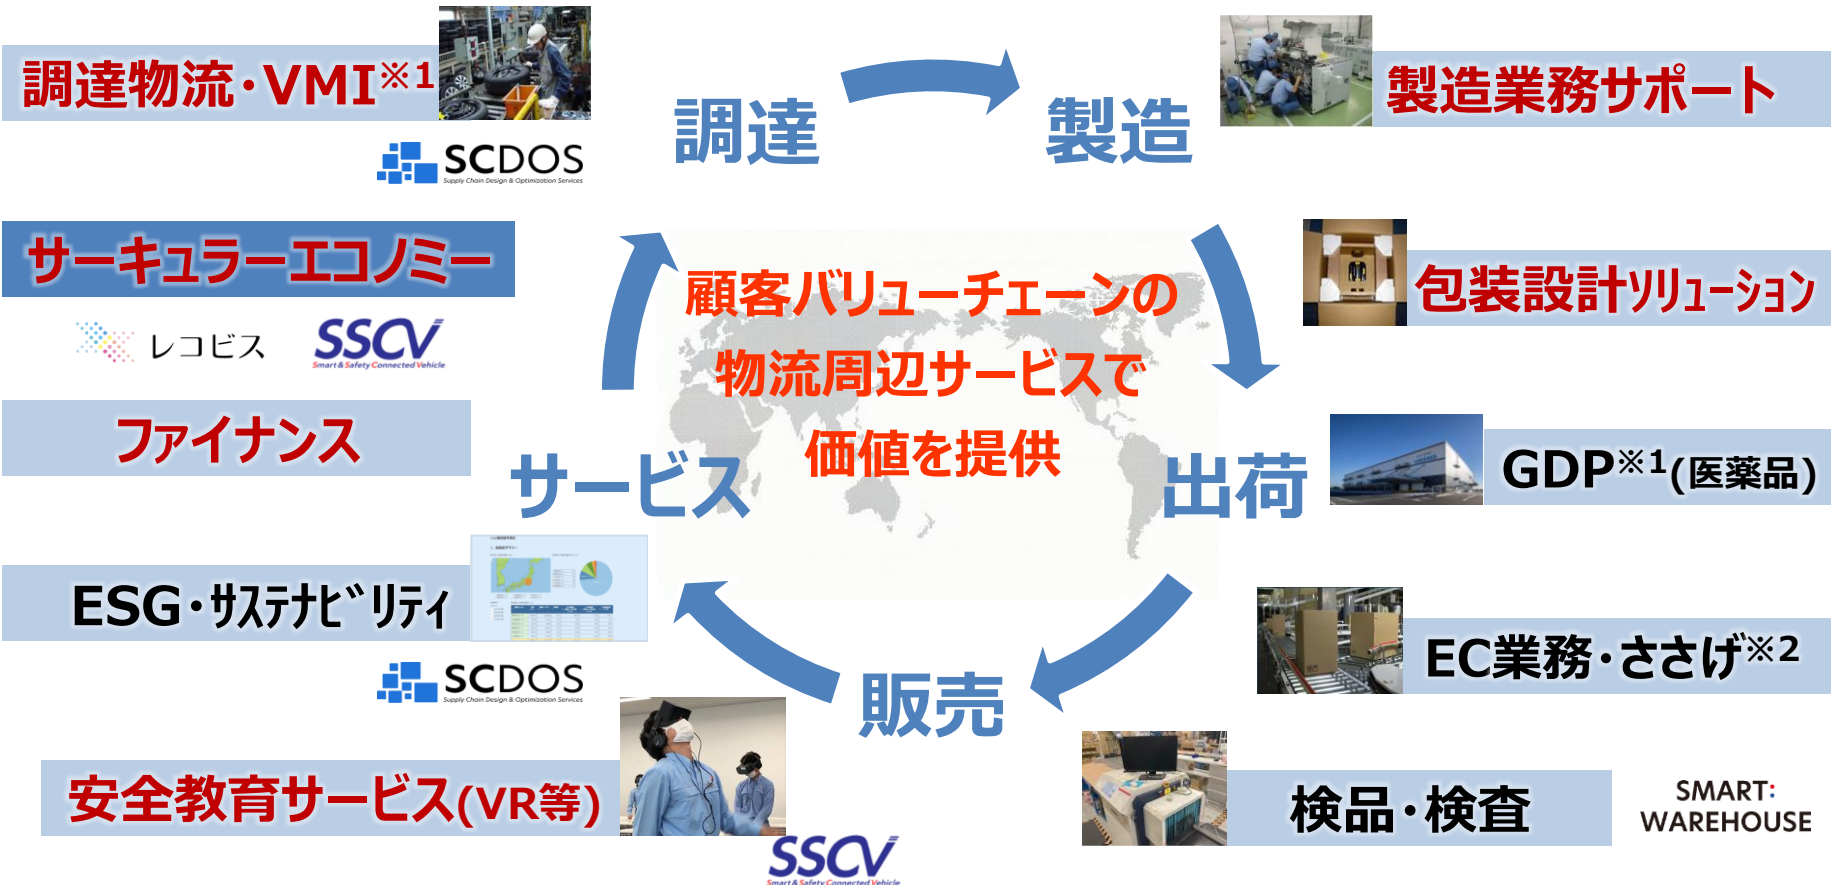 調達物流・VMI※1
SCDOS
Supply Chain Design & Optimization Services
調達
製造
製造業務サポート
サーキュラーエコノミー
レコビス
SSCV
Smart & Safety Connected Vehicle
顧客バリューチェーンの
物流周辺サービスで
価値を提供
包装設計ソリューション
ファイナンス
サービス
出荷
GDP※1(医薬品)
ESG・サステナビリティ
SCDOS
Supply Chain Design & Optimization Services
販売
EC業務・ささげ※2
安全教育サービス(VR等)
SSCV
Smart & Safety Connected Vehicle
検品・検査
SMART:
WAREHOUSE